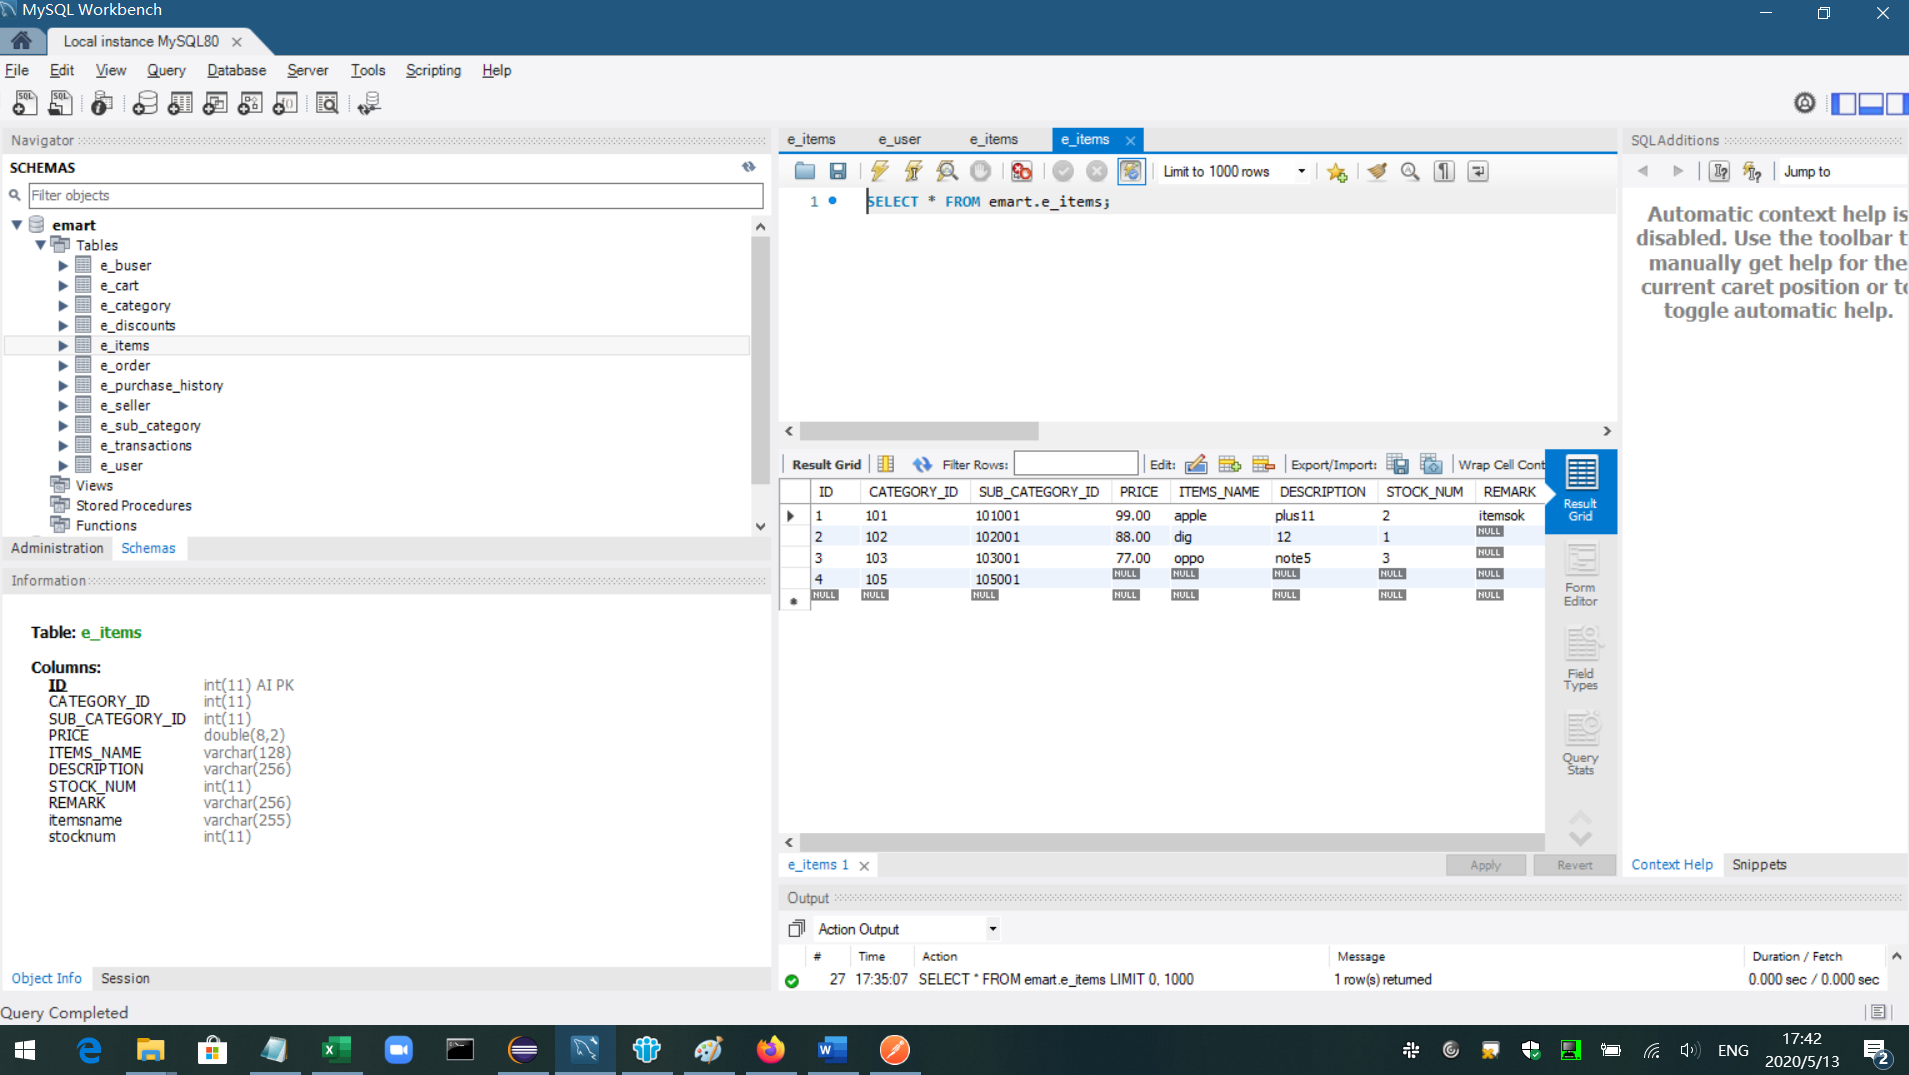 MySQL Workbench
Local instance MySQL80
File Edit View Query Database Server Tools Scripting Help
Navigator
SCHEMAS
Filter objects
emart
Tables
e_buser
e_cart
e_category
e_discounts
e_items
e_order
e_purchase_history
e_seller
e_sub_category
e_transactions
e_user
Views
Stored Procedures
Functions
Administration Schemas
Information
Table: e_items
Columns:
ID int(11) AI PK
CATEGORY_ID int(11)
SUB_CATEGORY_ID int(11)
PRICE double(8,2)
ITEMS_NAME varchar(128)
DESCRIPTION varchar(256)
STOCK_NUM int(11)
REMARK varchar(256)
itemsname varchar(255)
stocknum int(11)
Object Info Session
Query Completed
e_items e_user e_items e_items
Limit to 1000 rows
1 SELECT * FROM emart.e_items;
Result Grid Filter Rows: Edit: Export/Import: Wrap Cell Cont
ID CATEGORY_ID SUB_CATEGORY_ID PRICE ITEMS_NAME DESCRIPTION STOCK_NUM REMARK
1 101 101001 99.00 apple plus11 2 itemsok
2 102 102001 88.00 dig 12 1 NULL
3 103 103001 77.00 oppo note5 3 NULL
4 105 105001 NULL NULL NULL NULL NULL
NULL NULL NULL NULL NULL NULL NULL NULL
Result Grid
Form Editor
Field Types
Query Stats
e_items 1
Apply Revert
Output
Action Output
# Time Action Message Duration / Fetch
27 17:35:07 SELECT * FROM emart.e_items LIMIT 0, 1000 1 row(s) returned 0.000 sec / 0.000 sec
SQLAdditions
Jump to
Automatic context help is
disabled. Use the toolbar t
manually get help for the
current caret position or to
toggle automatic help.
Context Help Snippets
ENG
17:42
2020/5/13
2